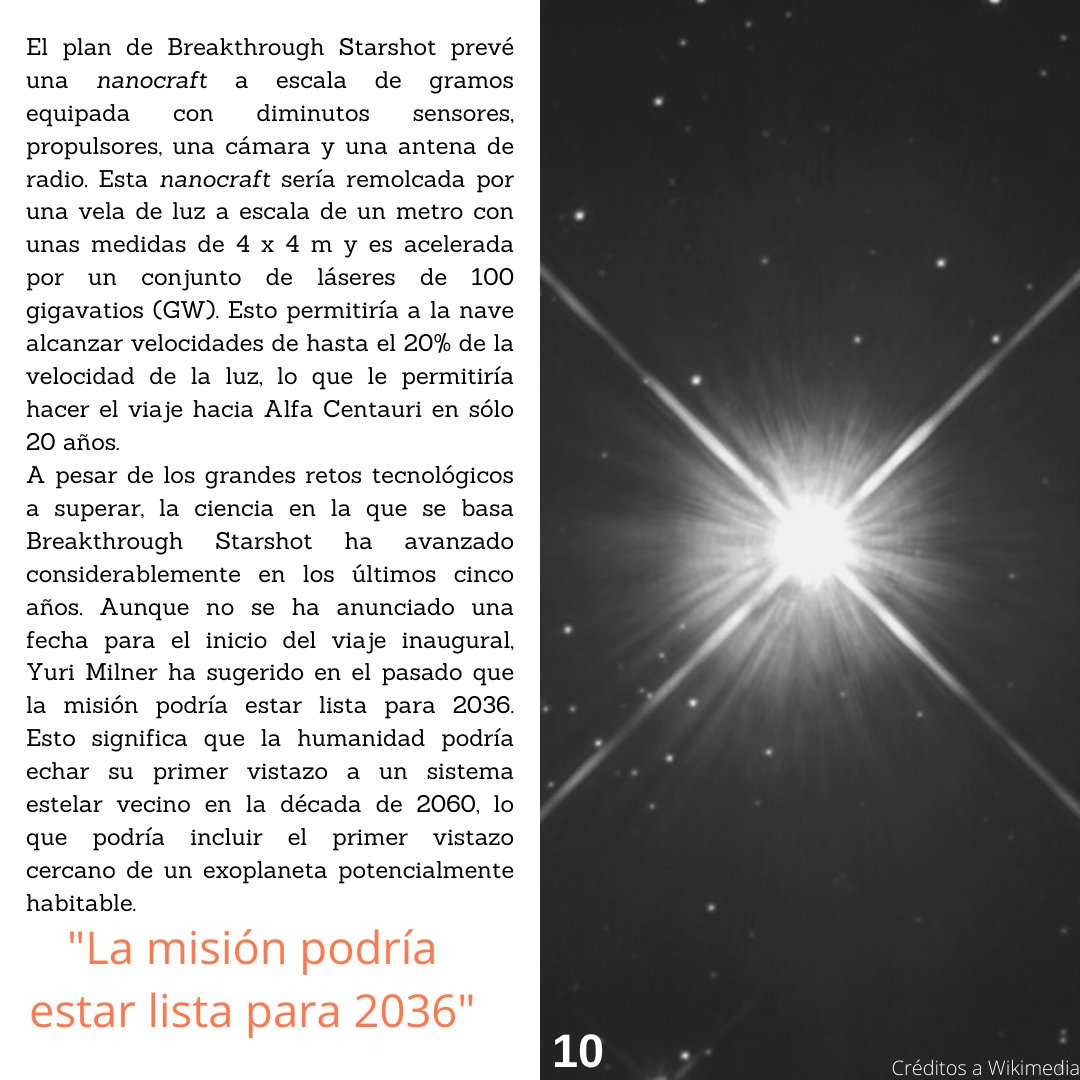 El plan de Breakthrough Starshot prevé
una nanocraft a escala de gramos
equipada con diminutos sensores,
propulsores, una cámara y una antena de
radio. Esta nanocraft sería remolcada por
una vela de luz a escala de un metro con
unas medidas de 4 x 4 m y es acelerada
por un conjunto de láseres de 100
gigavatios (GW). Esto permitiría a la nave
alcanzar velocidades de hasta el 20% de la
velocidad de la luz, lo que le permitiría
hacer el viaje hacia Alfa Centauri en sólo
20 años.
A pesar de los grandes retos tecnológicos
a superar, la ciencia en la que se basa
Breakthrough Starshot ha avanzado
considerablemente en los últimos cinco
años. Aunque no se ha anunciado una
fecha para el inicio del viaje inaugural,
Yuri Milner ha sugerido en el pasado que
la misión podría estar lista para 2036.
Esto significa que la humanidad podría
echar su primer vistazo a un sistema
estelar vecino en la década de 2060, lo
que podría incluir el primer vistazo
cercano de un exoplaneta potencialmente
habitable.
"La misión podría
estar lista para 2036"
10
Créditos a Wikimedia